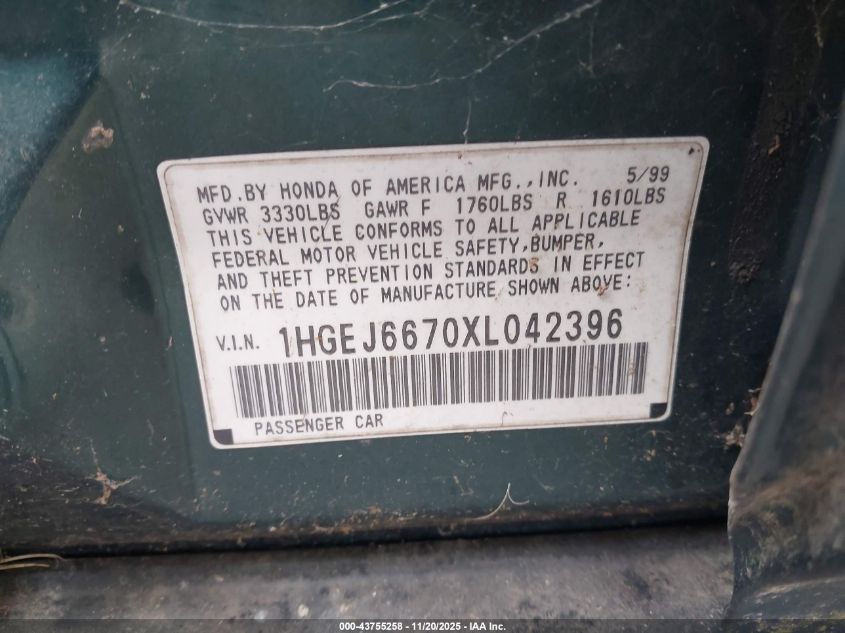 MFD.BY HONDA OF AMERICA MFG.,INC. 5/99
GVWR 3330LBS GAWR F 1760LBS R 1610LBS
THIS VEHICLE CONFORMS TO ALL APPLICABLE
FEDERAL MOTOR VEHICLE SAFETY,BUMPER,
AND THEFT PREVENTION STANDARDS IN EFFECT
ON THE DATE OF MANUFACTURE SHOWN ABOVE:
V.I.N. 1HGEJ6670XL042396
PASSENGER CAR
000-43755258 - 11/20/2025 - IAA Inc.